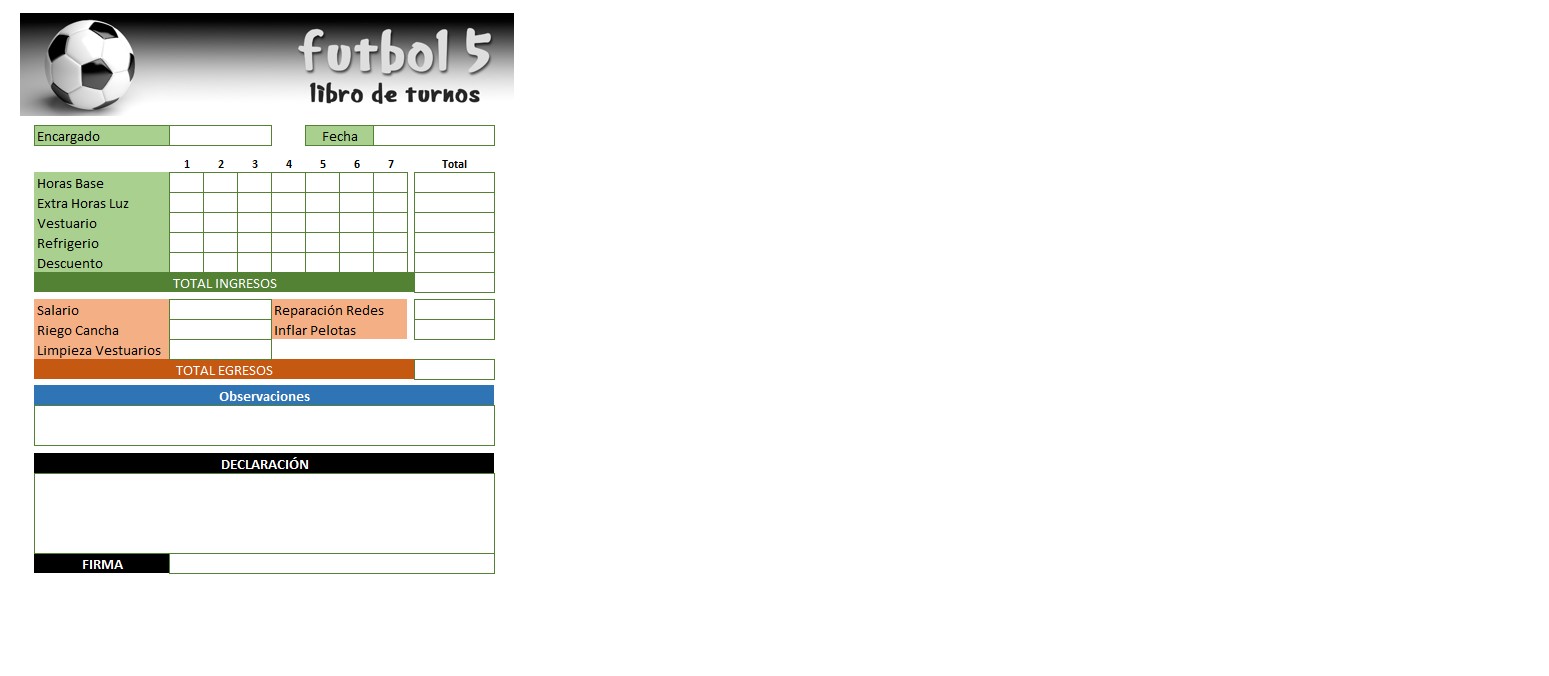 futbol 5
libro de turnos
Encargado Fecha
1 2 3 4 5 6 7 Total
Horas Base
Extra Horas Luz
Vestuario
Refrigerio
Descuento
TOTAL INGRESOS
Salario Reparación Redes
Riego Cancha Inflar Pelotas
Limpieza Vestuarios
TOTAL EGRESOS
Observaciones
DECLARACIÓN
FIRMA